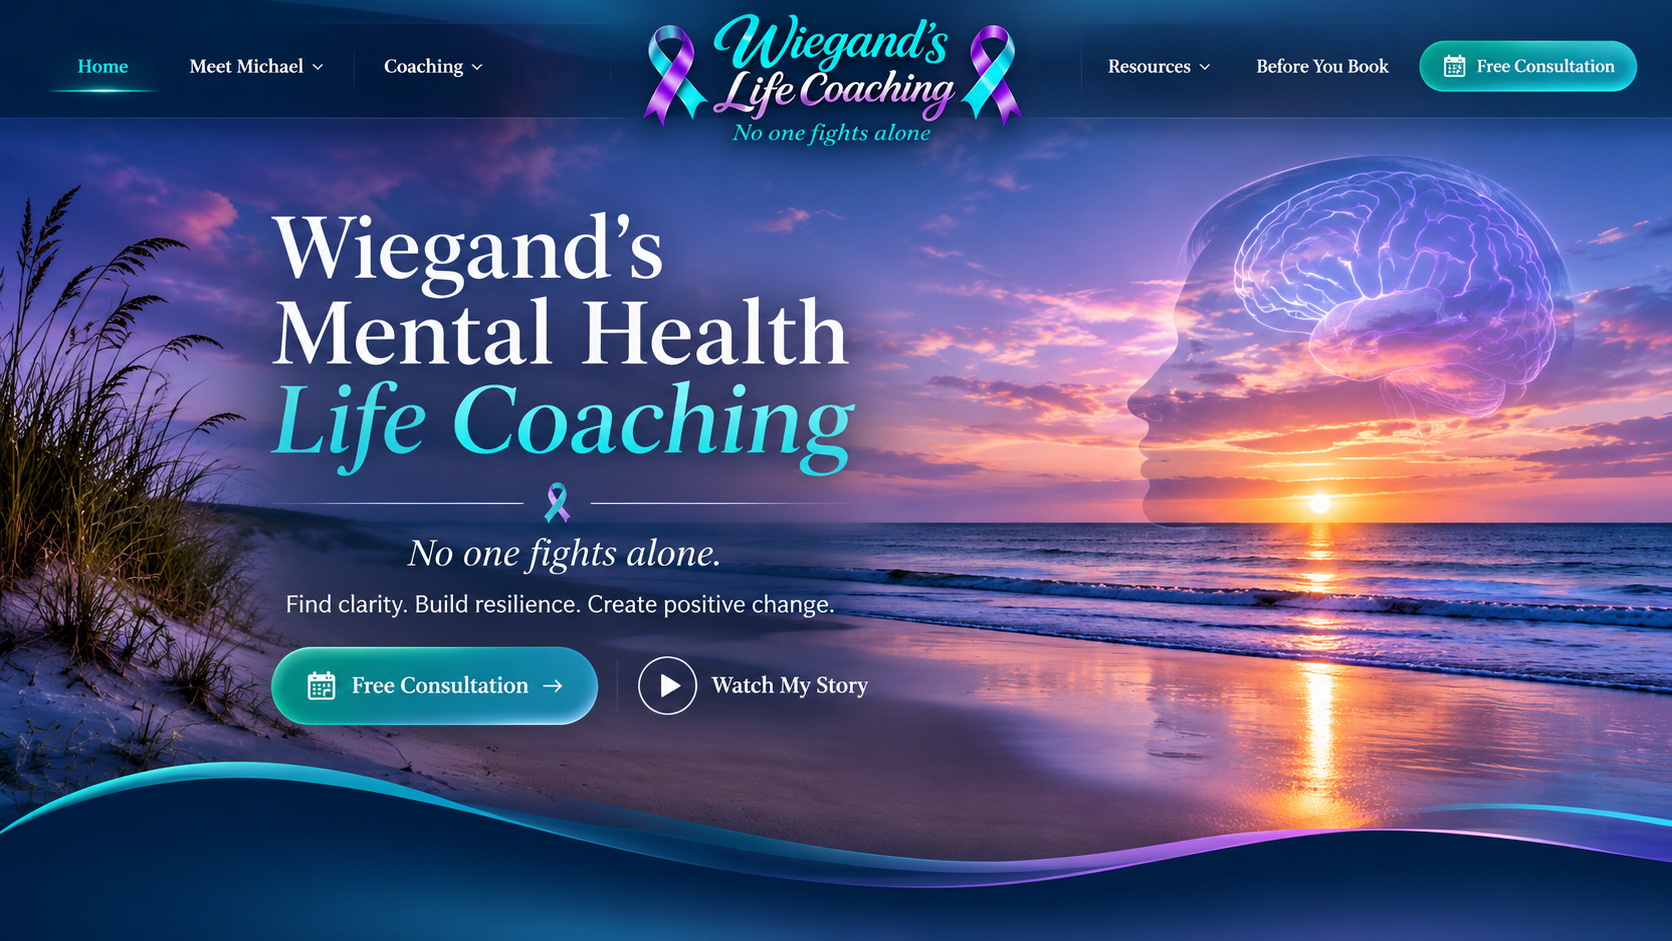 Home
Meet Michael
Coaching
Wiegand's
Life Coaching
No one fights alone
Resources
Before You Book
Free Consultation
Wiegand's
Mental Health
Life Coaching
No one fights alone.
Find clarity. Build resilience. Create positive change.
Free Consultation →
Watch My Story